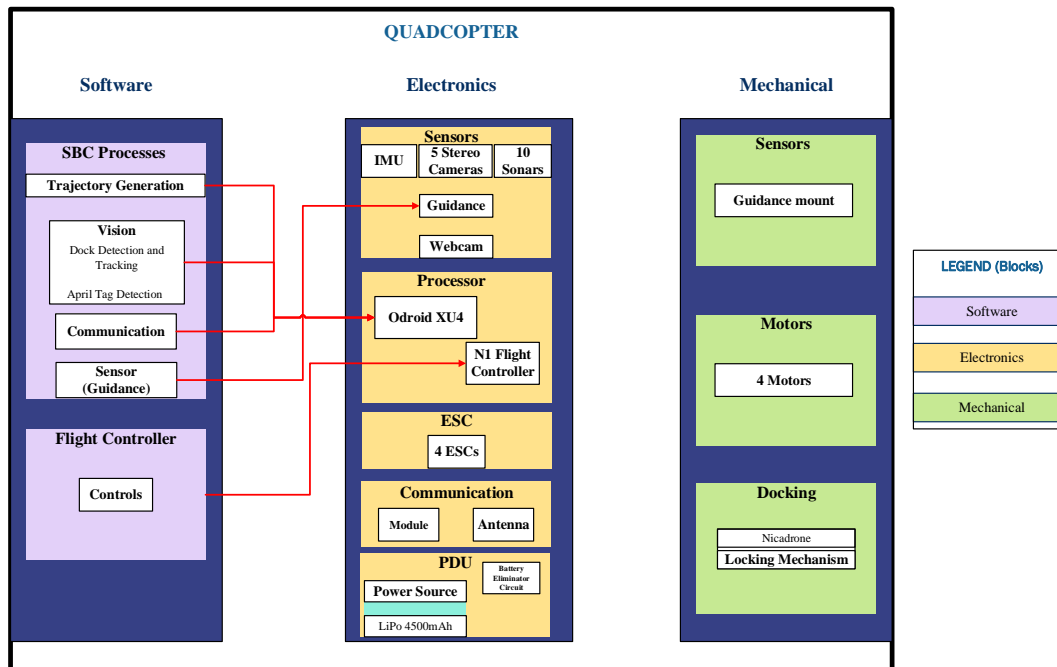 QUADCOPTER
Software
Electronics
Mechanical
SBC Processes
Trajectory Generation
Vision
Dock Detection and
Tracking
April Tag Detection
Communication
Sensor
(Guidance)
Flight Controller
Controls
Sensors
IMU
5 Stereo
Cameras
10
Sonars
Guidance
Webcam
Processor
Odroid XU4
N1 Flight
Controller
ESC
4 ESCs
Communication
Module
Antenna
PDU
Battery
Eliminator
Circuit
Power Source
LiPo 4500mAh
Sensors
Guidance mount
Motors
4 Motors
Docking
Nicadrone
Locking Mechanism
LEGEND (Blocks)
Software
Electronics
Mechanical